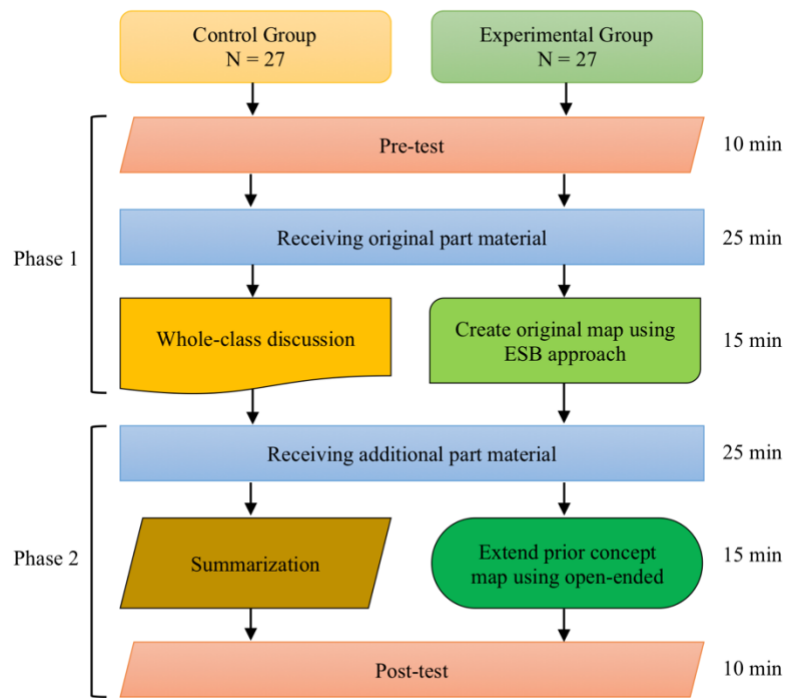 Control Group
N = 27
Experimental Group
N = 27
Pre-test
10 min
Receiving original part material
25 min
Phase 1
Whole-class discussion
Create original map using
ESB approach
15 min
Receiving additional part material
25 min
Phase 2
Summarization
Extend prior concept
map using open-ended
15 min
Post-test
10 min